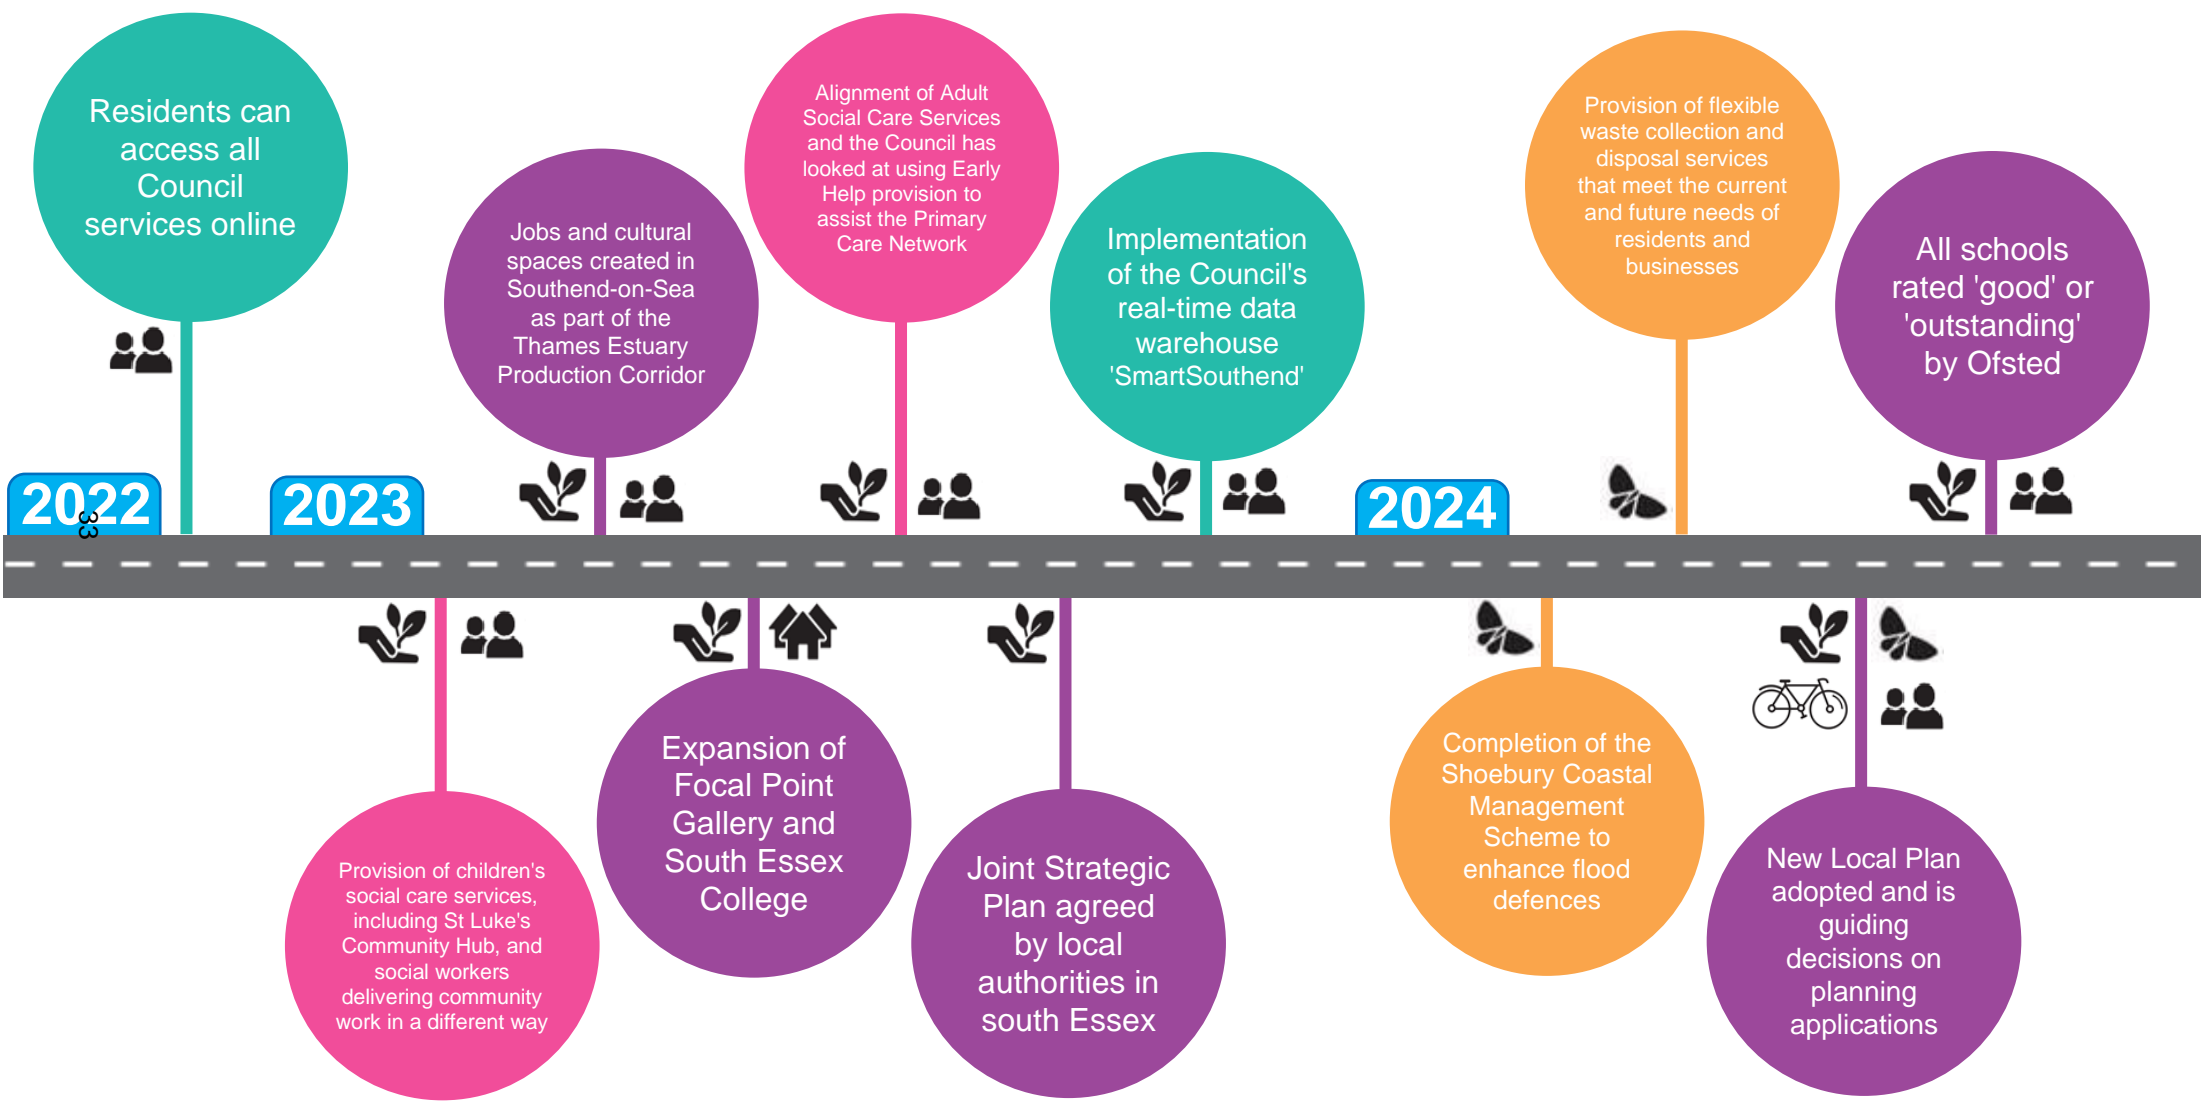 Residents can
access all
Council
services online
Jobs and cultural
spaces created in
Southend-on-Sea
as part of the
Thames Estuary
Production Corridor
Alignment of Adult
Social Care Services
and the Council has
looked at using Early
Help provision to
assist the Primary
Care Network
Implementation
of the Council's
real-time data
warehouse
'SmartSouthend'
Provision of flexible
waste collection and
disposal services
that meet the current
and future needs of
residents and
businesses
All schools
rated 'good' or
'outstanding'
by Ofsted
2022
33
2023
2024
Provision of children's
social care services,
including St Luke's
Community Hub, and
social workers
delivering community
work in a different way
Expansion of
Focal Point
Gallery and
South Essex
College
Joint Strategic
Plan agreed
by local
authorities in
south Essex
Completion of the
Shoebury Coastal
Management
Scheme to
enhance flood
defences
New Local Plan
adopted and is
guiding
decisions on
planning
applications